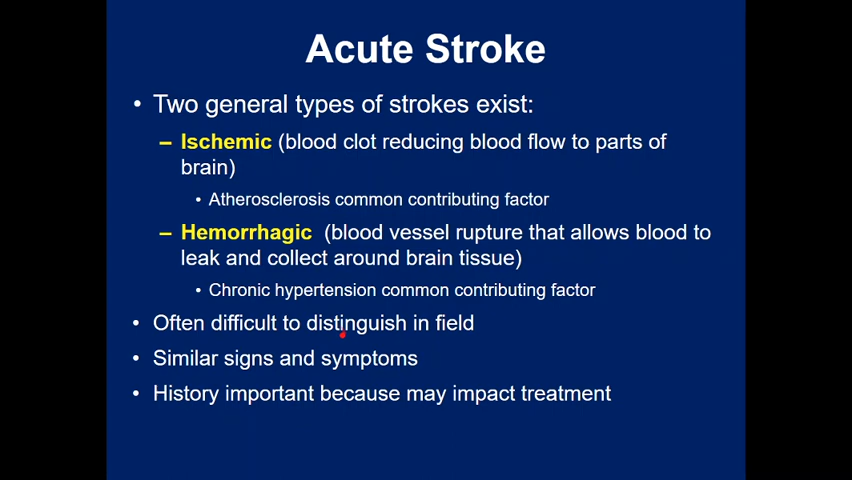 Acute Stroke
• Two general types of strokes exist:
– Ischemic (blood clot reducing blood flow to parts of
brain)
• Atherosclerosis common contributing factor
– Hemorrhagic (blood vessel rupture that allows blood to
leak and collect around brain tissue)
• Chronic hypertension common contributing factor
• Often difficult to distinguish in field
• Similar signs and symptoms
• History important because may impact treatment